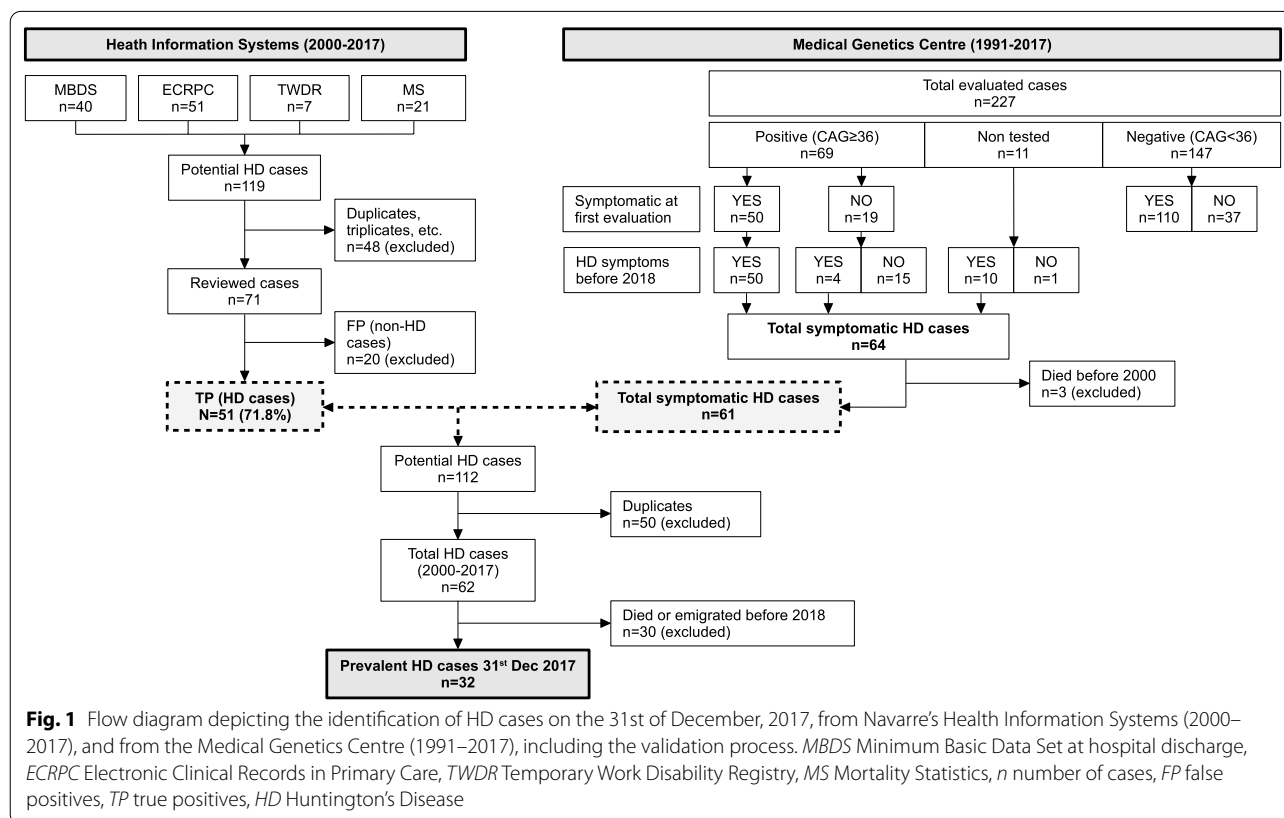 Heath Information Systems (2000-2017)
MBDS
n=40
ECRPC
n=51
TWDR
n=7
MS
n=21
Potential HD cases
n=119
Duplicates,
triplicates, etc.
n=48 (excluded)
Reviewed cases
n=71
FP (non-HD
cases)
n=20 (excluded)
TP (HD cases)
N=51 (71.8%)
Medical Genetics Centre (1991-2017)
Total evaluated cases
n=227
Positive (CAG≥36)
n=69
Non tested
n=11
Negative (CAG<36)
n=147
Symptomatic at
first evaluation
YES
n=50
NO
n=19
YES
n=110
NO
n=37
HD symptoms
before 2018
YES
n=50
YES
n=4
NO
n=15
YES
n=10
NO
n=1
Total symptomatic HD cases
n=64
Died before 2000
n=3 (excluded)
Total symptomatic HD cases
n=61
Potential HD cases
n=112
Duplicates
n=50 (excluded)
Total HD cases
(2000-2017)
n=62
Died or emigrated before 2018
n=30 (excluded)
Prevalent HD cases 31st Dec 2017
n=32
Fig. 1 Flow diagram depicting the identification of HD cases on the 31st of December, 2017, from Navarre’s Health Information Systems (2000–
2017), and from the Medical Genetics Centre (1991–2017), including the validation process. MBDS Minimum Basic Data Set at hospital discharge,
ECRPC Electronic Clinical Records in Primary Care, TWDR Temporary Work Disability Registry, MS Mortality Statistics, n number of cases, FP false
positives, TP true positives, HD Huntington’s Disease